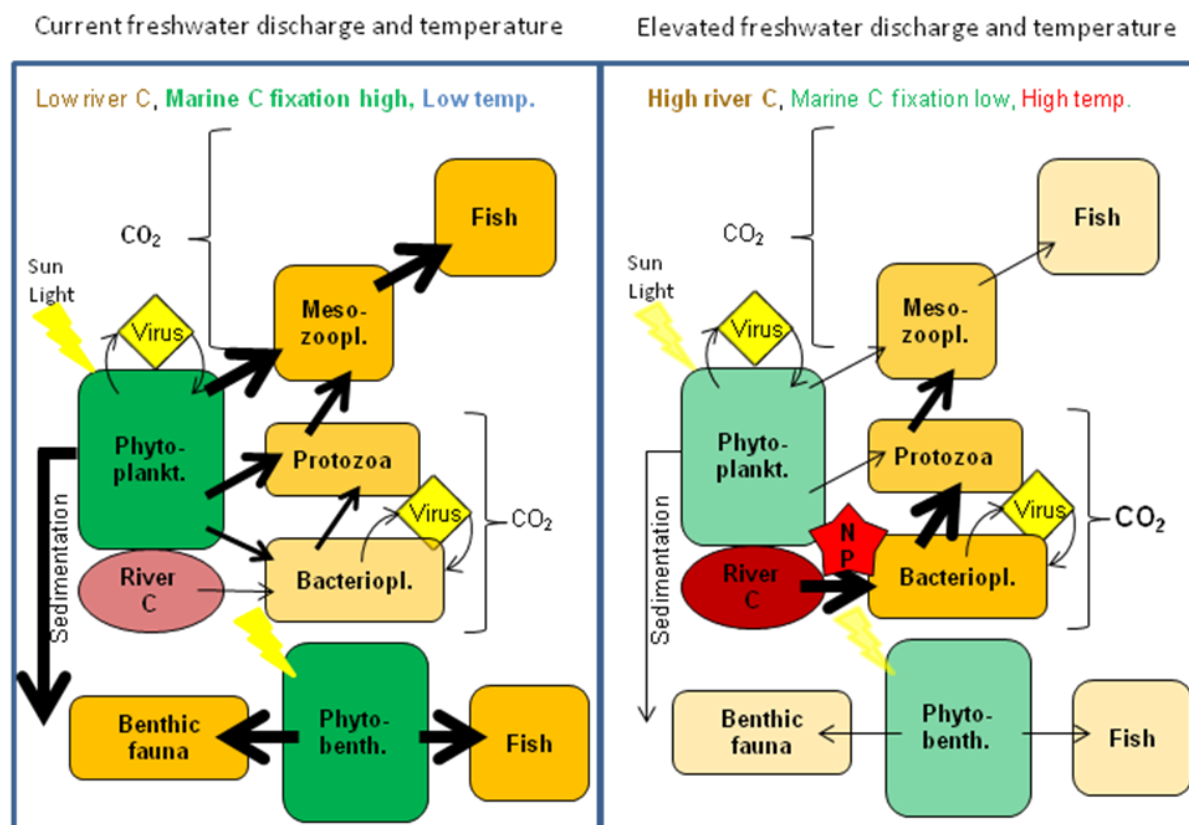 Current freshwater discharge and temperature
Low river C, Marine C fixation high, Low temp.
CO₂
Fish
Sun
Light
Virus
Meso-
zoopl.
Phyto-
plankt.
Protozoa
Virus
CO₂
Sedimentation
River
C
Bacteriopl.
Benthic
fauna
Phyto-
benth.
Fish
Elevated freshwater discharge and temperature
High river C, Marine C fixation low, High temp.
CO₂
Fish
Sun
Light
Virus
Meso-
zoopl.
Phyto-
plankt.
Protozoa
Virus
CO₂
N
P
Sedimentation
River
C
Bacteriopl.
Benthic
fauna
Phyto-
benth.
Fish